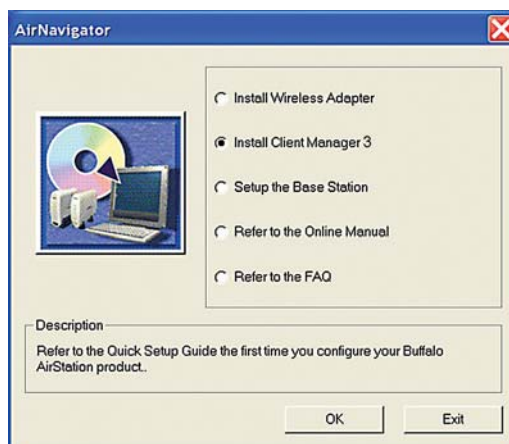 AirNavigator
Install Wireless Adapter
Install Client Manager 3
Setup the Base Station
Refer to the Online Manual
Refer to the FAQ
Description
Refer to the Quick Setup Guide the first time you configure your Buffalo
AirStation product..
OK
Exit